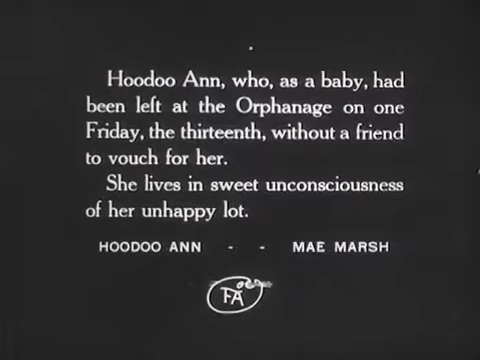 Hoodoo Ann, who, as a baby, had
been left at the Orphanage on one
Friday, the thirteenth, without a friend
to vouch for her.
She lives in sweet unconsciousness
of her unhappy lot.
HOODOO ANN - - MAE MARSH
FA